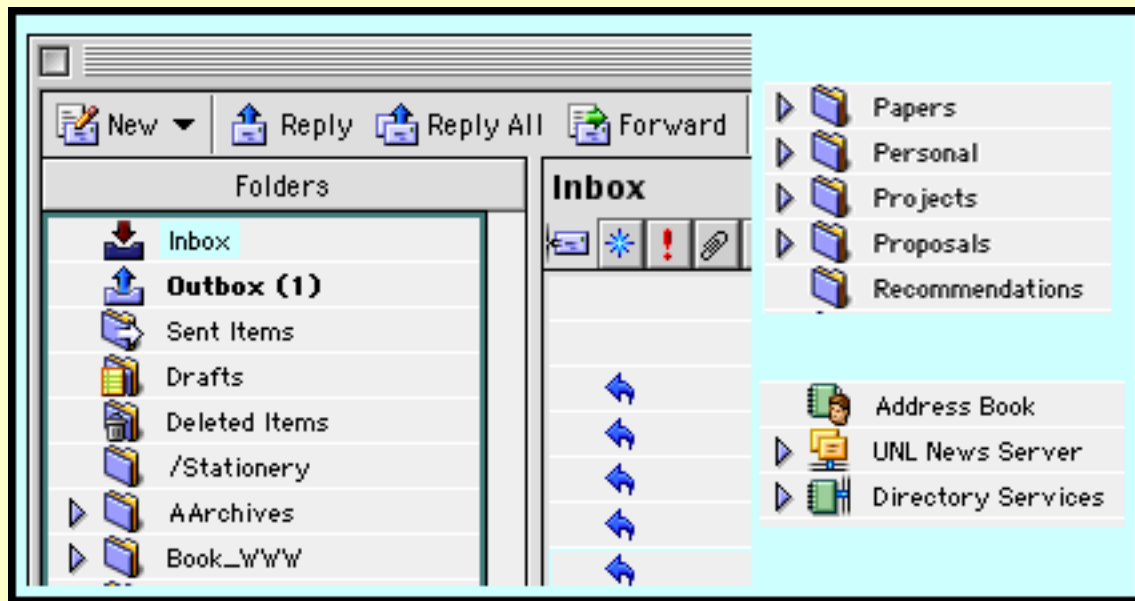 New
Reply
Reply All
Forward
Folders
Inbox
Outbox (1)
Sent Items
Drafts
Deleted Items
/Stationery
AArchives
Book_WWW
Inbox
Papers
Personal
Projects
Proposals
Recommendations
Address Book
UNL News Server
Directory Services